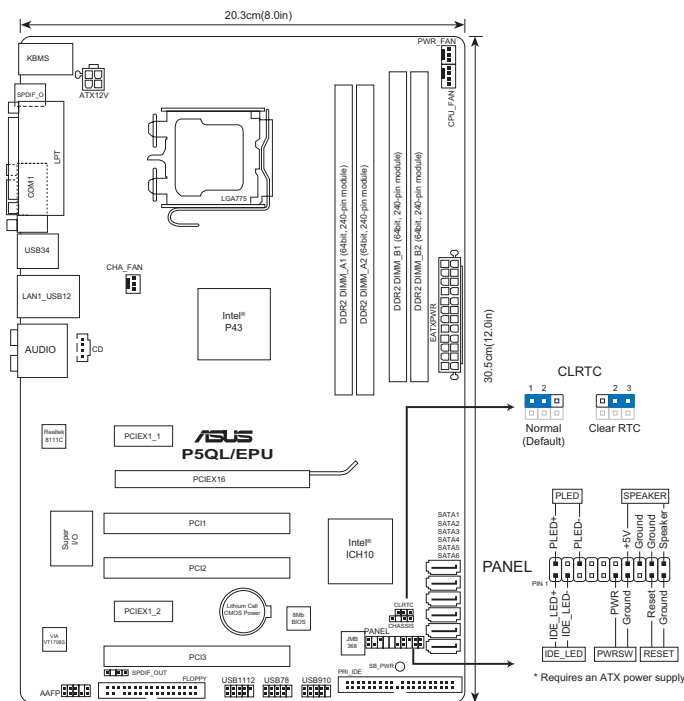 20.3cm(8.0in)
PWR_FAN
KBMS
ATX12V
SPDIF_O
CPU_FAN
LPT
COM1
LGA775
DDR2 DIMM_A1 (64bit, 240-pin module)
DDR2 DIMM_A2 (64bit, 240-pin module)
DDR2 DIMM_B1 (64bit, 240-pin module)
DDR2 DIMM_B2 (64bit, 240-pin module)
USB34
CHA_FAN
LAN1_USB12
Intel®
P43
EATXPWR
30.5cm(12.0in)
AUDIO
CD
CLRTC
1 2
2 3
Normal
(Default)
Clear RTC
Realtek
8111C
PCIEX1_1
ASUS
P5QL/EPU
PCIEX16
PLED
SPEAKER
PLED+
PLED-
+5V
Ground
Ground
Speaker-
PANEL
PIN 1
IDE_LED+
IDE_LED-
PWR
Ground
Reset
Ground
IDE_LED
PWRSW
RESET
* Requires an ATX power supply
SATA1
SATA2
SATA3
SATA4
SATA5
SATA6
Super
I/O
PCI1
Intel®
ICH10
PCI2
PCIEX1_2
Lithium Cell
CMOS Power
8Mb
BIOS
CLRTC
CHASSIS
PANEL
VIA
VT1708S
JMB
368
PCI3
SB_PWR
SPDIF_OUT
FLOPPY
USB1112
USB78
USB910
PRI_IDE
AAFP